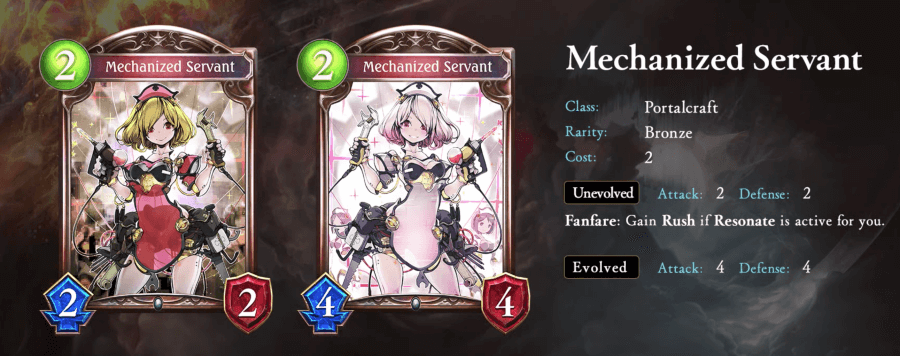 2
Mechanized Servant
2
2
2
Mechanized Servant
4
4
Mechanized Servant
Class: Portalcraft
Rarity: Bronze
Cost: 2
Unevolved Attack: 2 Defense: 2
Fanfare: Gain Rush if Resonate is active for you.
Evolved Attack: 4 Defense: 4